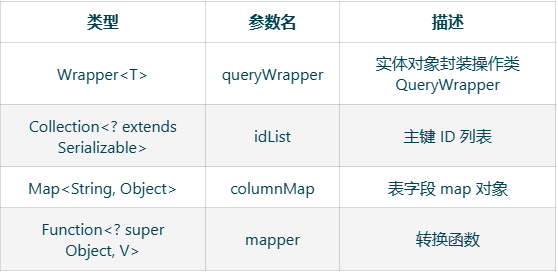 类型 参数名 描述
Wrapper<T> queryWrapper 实体对象封装操作类
QueryWrapper
Collection<? extends
Serializable> idList 主键 ID 列表
Map<String, Object> columnMap 表字段 map 对象
Function<? super
Object, V> mapper 转换函数